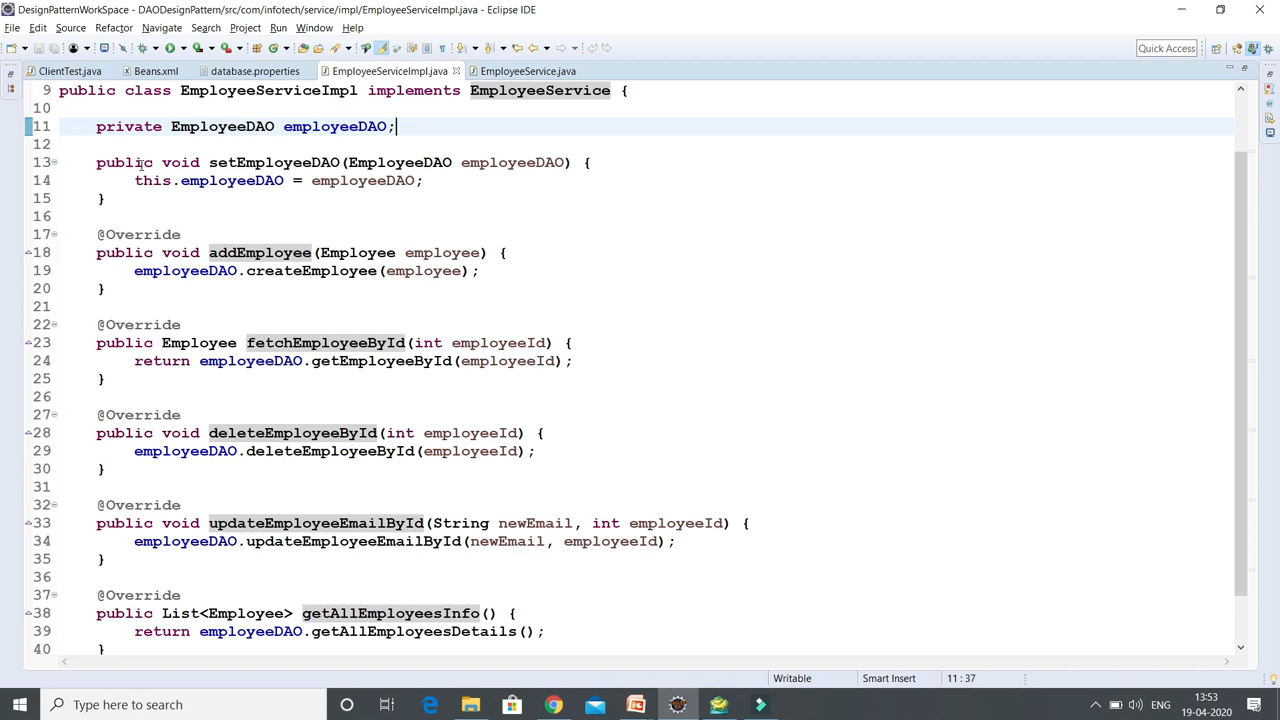 DesignPatternWorkSpace - DAODesignPattern/src/com/infotech/service/impl/EmployeeServiceImpl.java - Eclipse IDE
File Edit Source Refactor Navigate Search Project Run Window Help
Quick Access
ClientTest.java Beans.xml database.properties EmployeeServiceImpl.java EmployeeService.java
9 public class EmployeeServiceImpl implements EmployeeService {
10
11 private EmployeeDAO employeeDAO;
12
13 public void setEmployeeDAO(EmployeeDAO employeeDAO) {
14 this.employeeDAO = employeeDAO;
15 }
16
17 @Override
18 public void addEmployee(Employee employee) {
19 employeeDAO.createEmployee(employee);
20 }
21
22 @Override
23 public Employee fetchEmployeeById(int employeeId) {
24 return employeeDAO.getEmployeeById(employeeId);
25 }
26
27 @Override
28 public void deleteEmployeeById(int employeeId) {
29 employeeDAO.deleteEmployeeById(employeeId);
30 }
31
32 @Override
33 public void updateEmployeeEmailById(String newEmail, int employeeId) {
34 employeeDAO.updateEmployeeEmailById(newEmail, employeeId);
35 }
36
37 @Override
38 public List<Employee> getAllEmployeesInfo() {
39 return employeeDAO.getAllEmployeesDetails();
40 }
Writable Smart Insert 11 : 37
Type here to search
ENG
13:53
19-04-2020